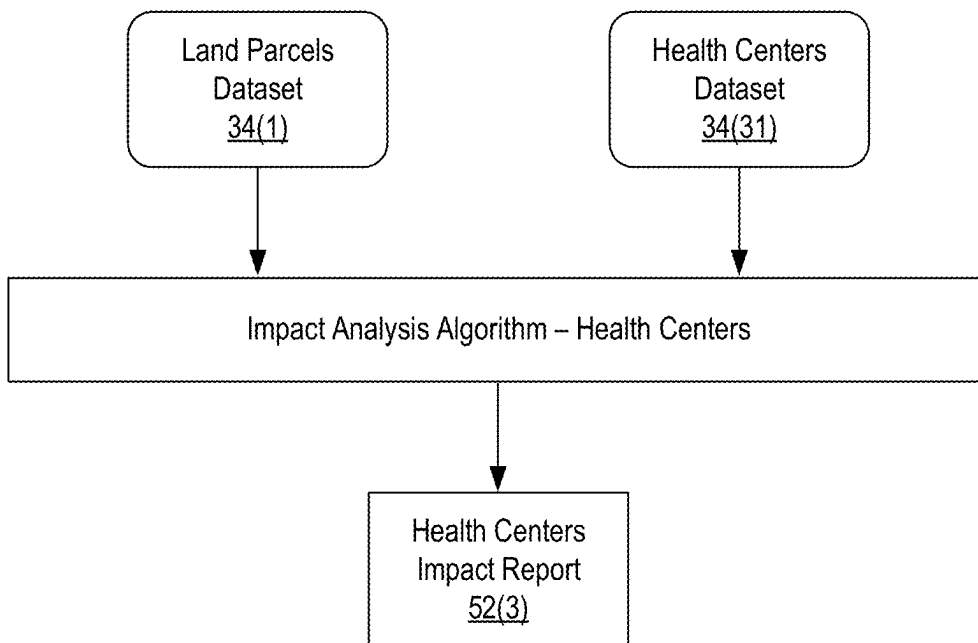 Land Parcels
Dataset
34(1)
Health Centers
Dataset
34(31)
Impact Analysis Algorithm – Health Centers
Health Centers
Impact Report
52(3)